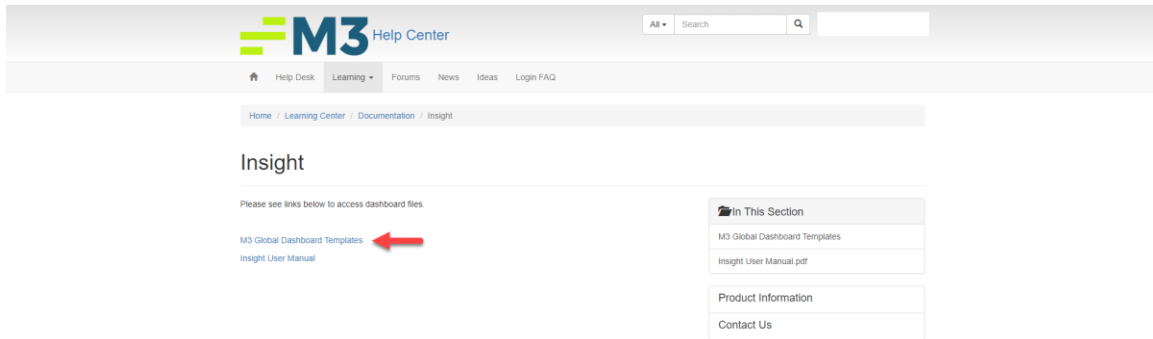 M3 Help Center
All
Search
Help Desk Learning Forums News Ideas Login FAQ
Home / Learning Center / Documentation / Insight
Insight
Please see links below to access dashboard files.
M3 Global Dashboard Templates
Insight User Manual
In This Section
M3 Global Dashboard Templates
Insight User Manual.pdf
Product Information
Contact Us